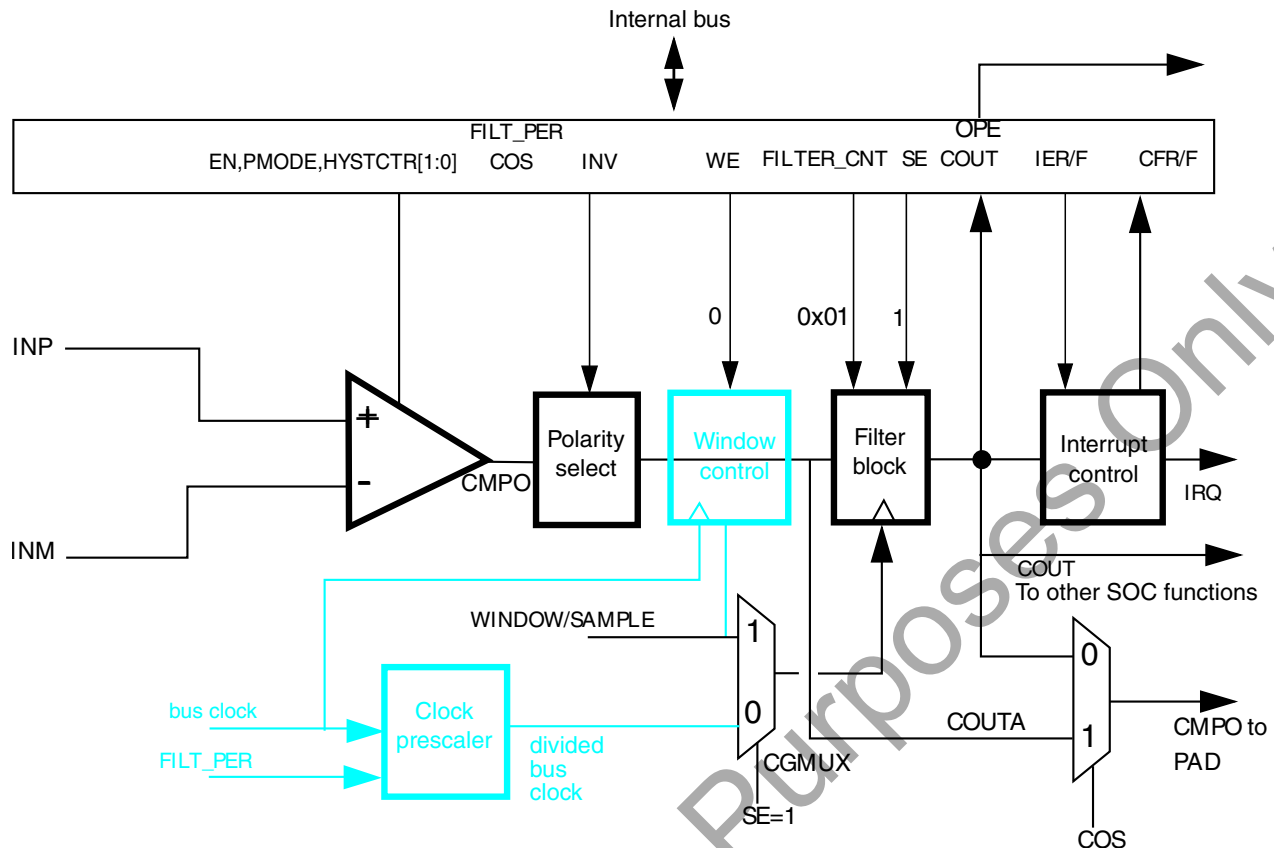 Internal bus
FILT_PER
OPE
EN,PMODE,HYSTCTR[1:0]
COS
INV
WE
FILTER_CNT
SE
COUT
IER/F
CFR/F
0
0x01
1
INP
+
-
INM
CMPO
Polarity
select
Window
control
Filter
block
Interrupt
control
IRQ
COUT
To other SOC functions
WINDOW/SAMPLE
1
0
0
1
bus clock
FILT_PER
Clock
prescaler
divided
bus
clock
CGMUX
SE=1
COUTA
CMPO to
PAD
COS
Purposes Only